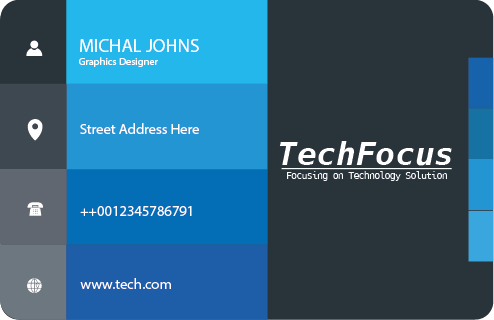 MICHAL JOHNS
Graphics Designer
Street Address Here
++0012345786791
www.tech.com
TechFocus
Focusing on Technology Solution